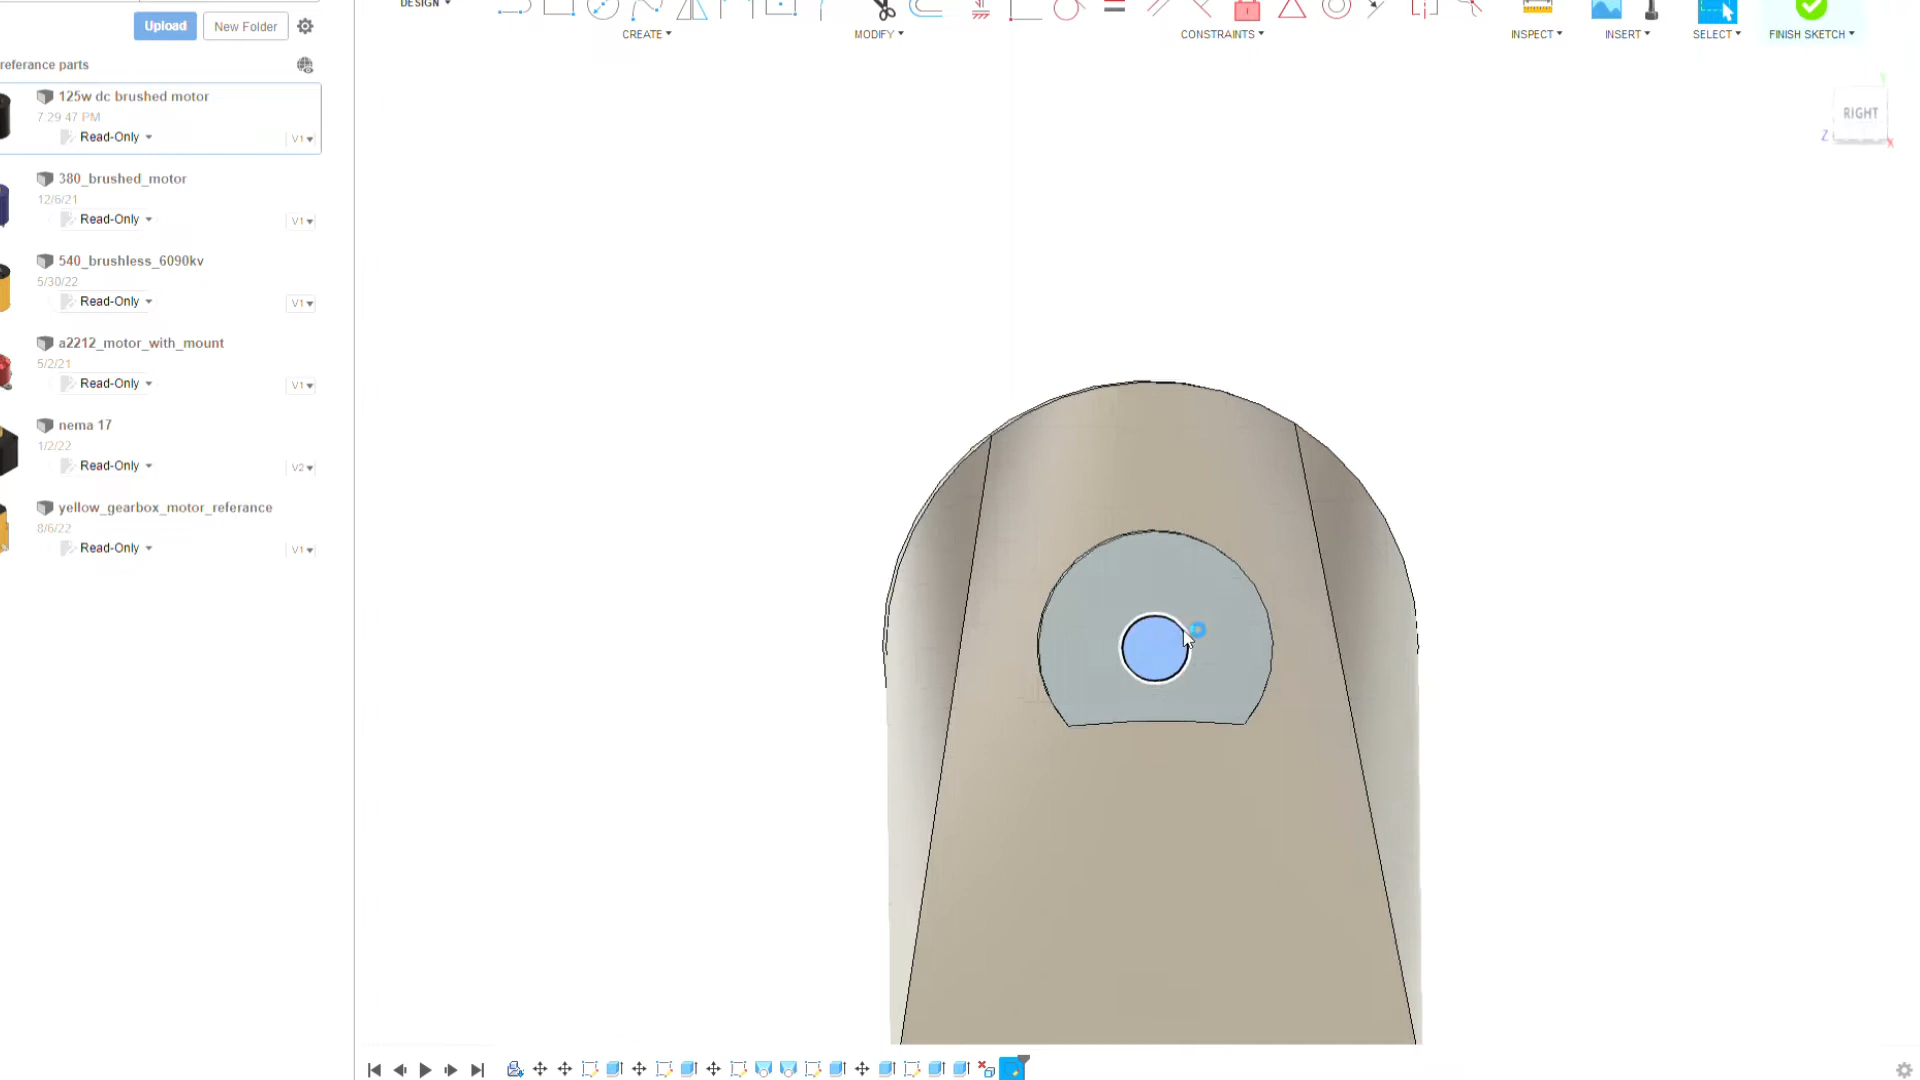 DESIGN
Upload
New Folder
CREATE
MODIFY
CONSTRAINTS
INSPECT
INSERT
SELECT
FINISH SKETCH
referance parts
125w dc brushed motor
7 29 47 PM
Read-Only
V1
380_brushed_motor
12/6/21
Read-Only
V1
540_brushless_6090kv
5/30/22
Read-Only
V1
a2212_motor_with_mount
5/2/21
Read-Only
V1
nema 17
1/2/22
Read-Only
V2
yellow_gearbox_motor_referance
8/6/22
Read-Only
V1
RIGHT
Y
Z
X